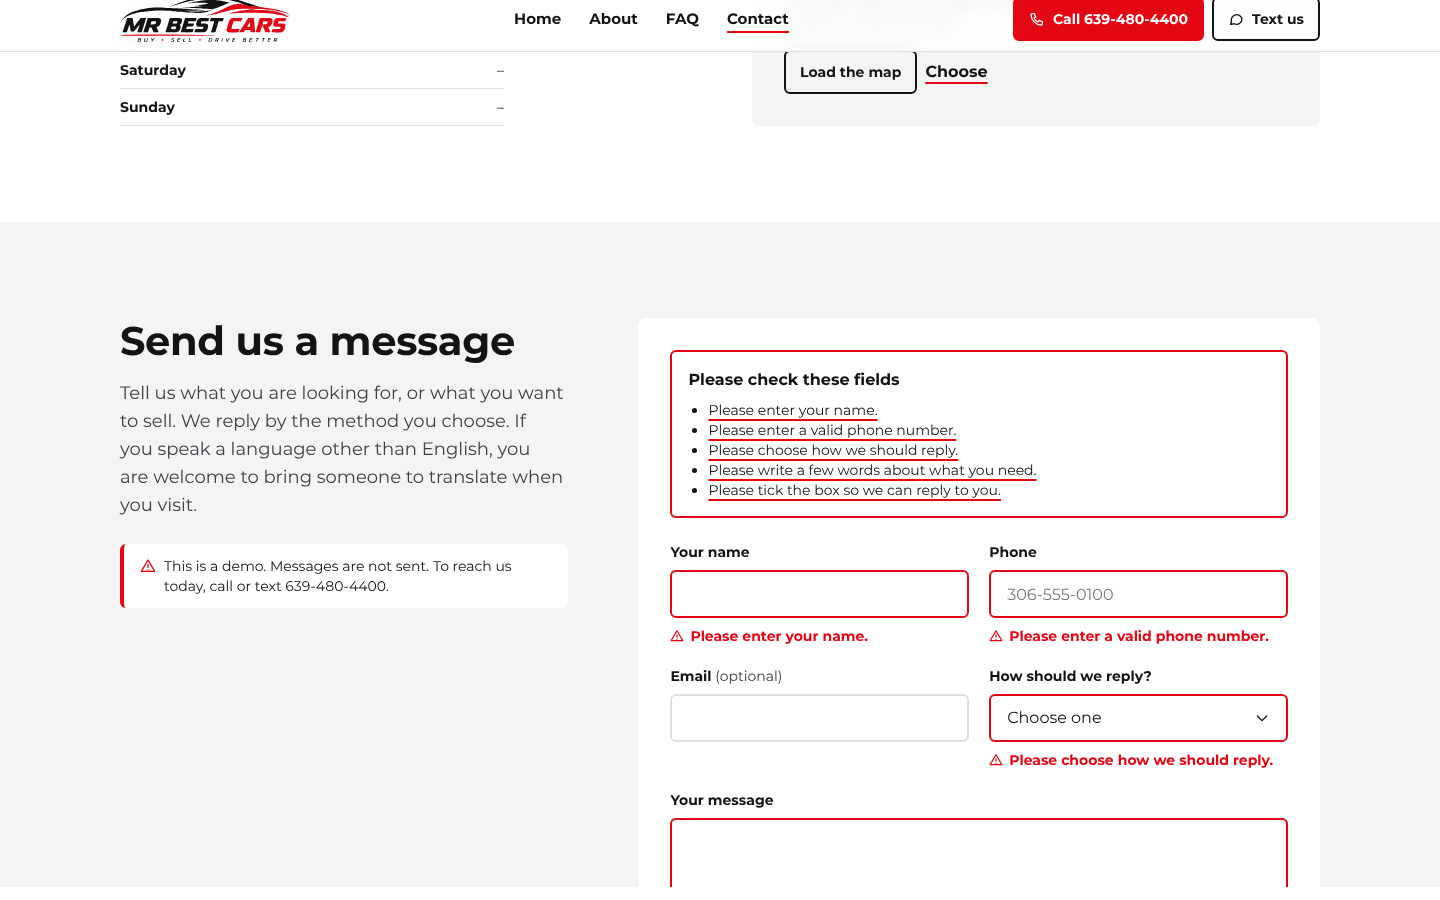 MR BEST CARS
BUY • SELL • DRIVE BETTER
Home
About
FAQ
Contact
Call 639-480-4400
Text us
Saturday –
Sunday –
Load the map
Choose
Send us a message
Tell us what you are looking for, or what you want
to sell. We reply by the method you choose. If
you speak a language other than English, you
are welcome to bring someone to translate when
you visit.
This is a demo. Messages are not sent. To reach us
today, call or text 639-480-4400.
Please check these fields
Please enter your name.
Please enter a valid phone number.
Please choose how we should reply.
Please write a few words about what you need.
Please tick the box so we can reply to you.
Your name
Phone
306-555-0100
Please enter your name.
Please enter a valid phone number.
Email (optional)
How should we reply?
Choose one
Please choose how we should reply.
Your message